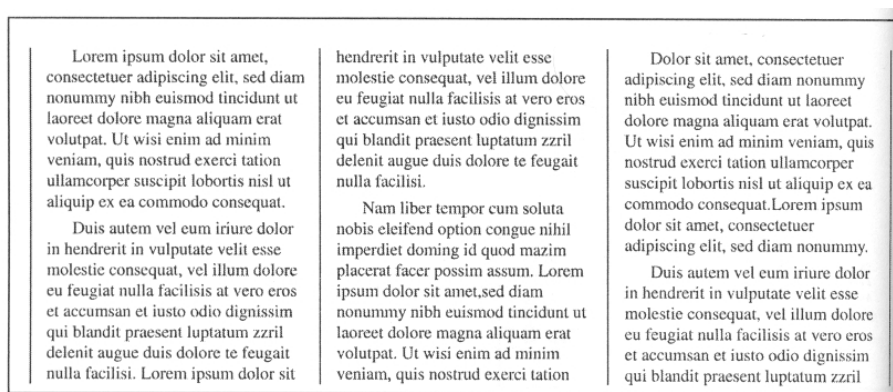 Lorem ipsum dolor sit amet,
consectetuer adipiscing elit, sed diam
nonummy nibh euismod tincidunt ut
laoreet dolore magna aliquam erat
volutpat. Ut wisi enim ad minim
veniam, quis nostrud exerci tation
ullamcorper suscipit lobortis nisl ut
aliquip ex ea commodo consequat.
Duis autem vel eum iriure dolor
in hendrerit in vulputate velit esse
molestie consequat, vel illum dolore
eu feugiat nulla facilisis at vero eros
et accumsan et iusto odio dignissim
qui blandit praesent luptatum zzril
delenit augue duis dolore te feugait
nulla facilisi. Lorem ipsum dolor sit
hendrerit in vulputate velit esse
molestie consequat, vel illum dolore
eu feugiat nulla facilisis at vero eros
et accumsan et iusto odio dignissim
qui blandit praesent luptatum zzril
delenit augue duis dolore te feugait
nulla facilisi.
Nam liber tempor cum soluta
nobis eleifend option congue nihil
imperdiet doming id quod mazim
placerat facer possim assum. Lorem
ipsum dolor sit amet,sed diam
nonummy nibh euismod tincidunt ut
laoreet dolore magna aliquam erat
volutpat. Ut wisi enim ad minim
veniam, quis nostrud exerci tation
Dolor sit amet, consectetuer
adipiscing elit, sed diam nonummy
nibh euismod tincidunt ut laoreet
dolore magna aliquam erat volutpat.
Ut wisi enim ad minim veniam, quis
nostrud exerci tation ullamcorper
suscipit lobortis nisl ut aliquip ex ea
commodo consequat.Lorem ipsum
dolor sit amet, consectetuer
adipiscing elit, sed diam nonummy.
Duis autem vel eum iriure dolor
in hendrerit in vulputate velit esse
molestie consequat, vel illum dolore
eu feugiat nulla facilisis at vero eros
et accumsan et iusto odio dignissim
qui blandit praesent luptatum zzril